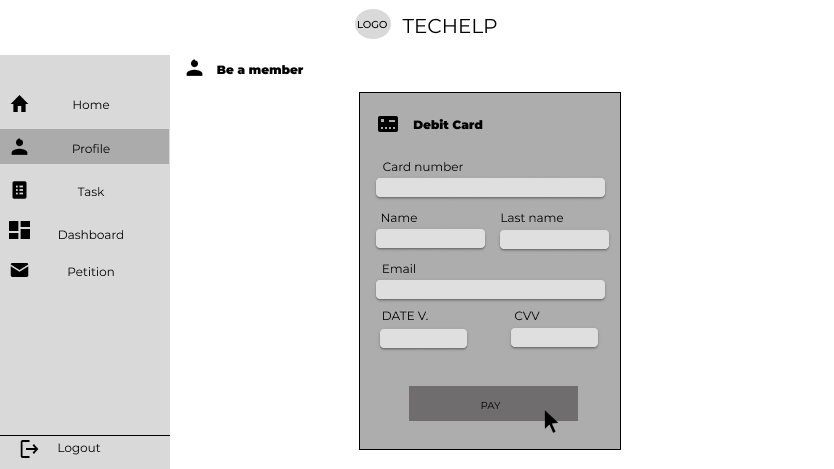 LOGO TECHELP
Be a member
Home
Profile
Task
Dashboard
Petition
Logout
Debit Card
Card number
Name Last name
Email
DATE V. CVV
PAY